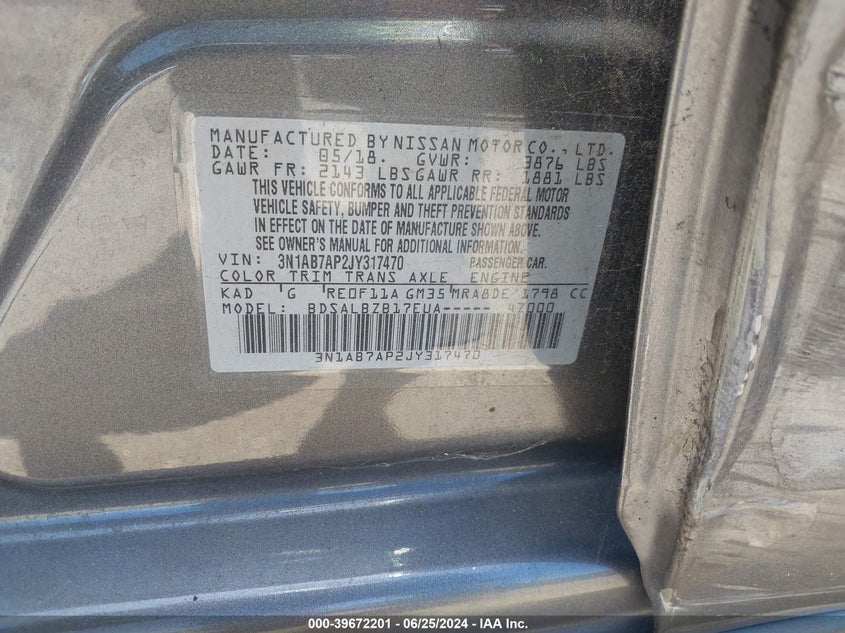 MANUFACTURED BY NISSAN MOTOR CO., LTD.
DATE: 05/18. GVWR: 3876 LBS
GAWR FR: 2143 LBS GAWR RR: 1881 LBS
THIS VEHICLE CONFORMS TO ALL APPLICABLE FEDERAL MOTOR
VEHICLE SAFETY, BUMPER AND THEFT PREVENTION STANDARDS
IN EFFECT ON THE DATE OF MANUFACTURE SHOWN ABOVE.
SEE OWNER'S MANUAL FOR ADDITIONAL INFORMATION.
VIN: 3N1AB7AP2JY317470 PASSENGER CAR.
COLOR TRIM TRANS AXLE ENGINE
KAD G RE0F11A GM35 MRA8DE 1798 CC
MODEL: BDSALBZB17EUA----- 47000
3N1AB7AP2JY317470
000-39672201 - 06/25/2024 - IAA Inc.